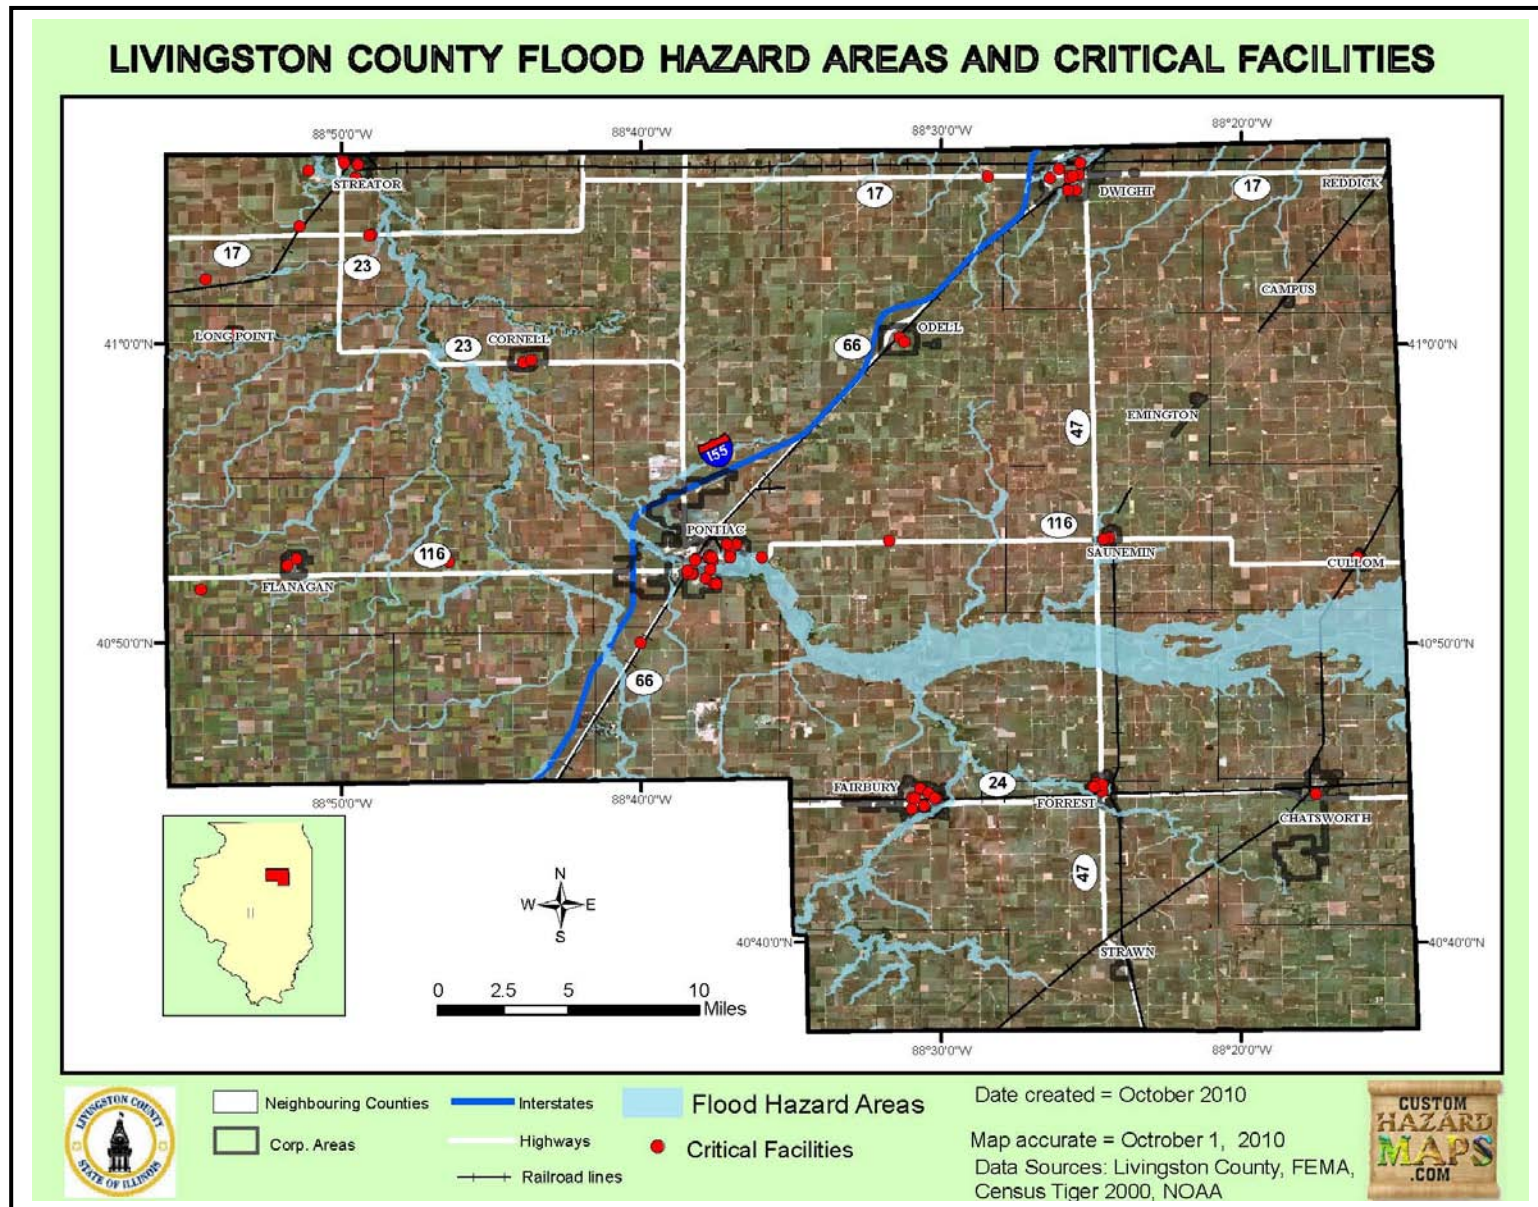 LIVINGSTON COUNTY FLOOD HAZARD AREAS AND CRITICAL FACILITIES
88°50'0"W
88°40'0"W
88°30'0"W
88°20'0"W
STREATOR
DWIGHT
REDDICK
17
17
17
23
CAMPUS
LONG POINT
ODELL
41°0'0"N
23
CORNELL
66
41°0'0"N
EMINGTON
47
I55
PONTIAC
116
116
SAUNEMIN
CULLOM
FLANAGAN
40°50'0"N
40°50'0"N
66
FAIRBURY
24
FORREST
CHATSWORTH
88°50'0"W
88°40'0"W
47
40°40'0"N
40°40'0"N
STRAWN
88°30'0"W
88°20'0"W
Il
N
W
E
S
0
2.5
5
10
Miles
LIVINGSTON COUNTY
STATE OF ILLINOIS
Neighbouring Counties
Corp. Areas
Interstates
Highways
Railroad lines
Flood Hazard Areas
Critical Facilities
Date created = October 2010
Map accurate = Octrober 1, 2010
Data Sources: Livingston County, FEMA,
Census Tiger 2000, NOAA
CUSTOM
HAZARD
MAPS
.COM